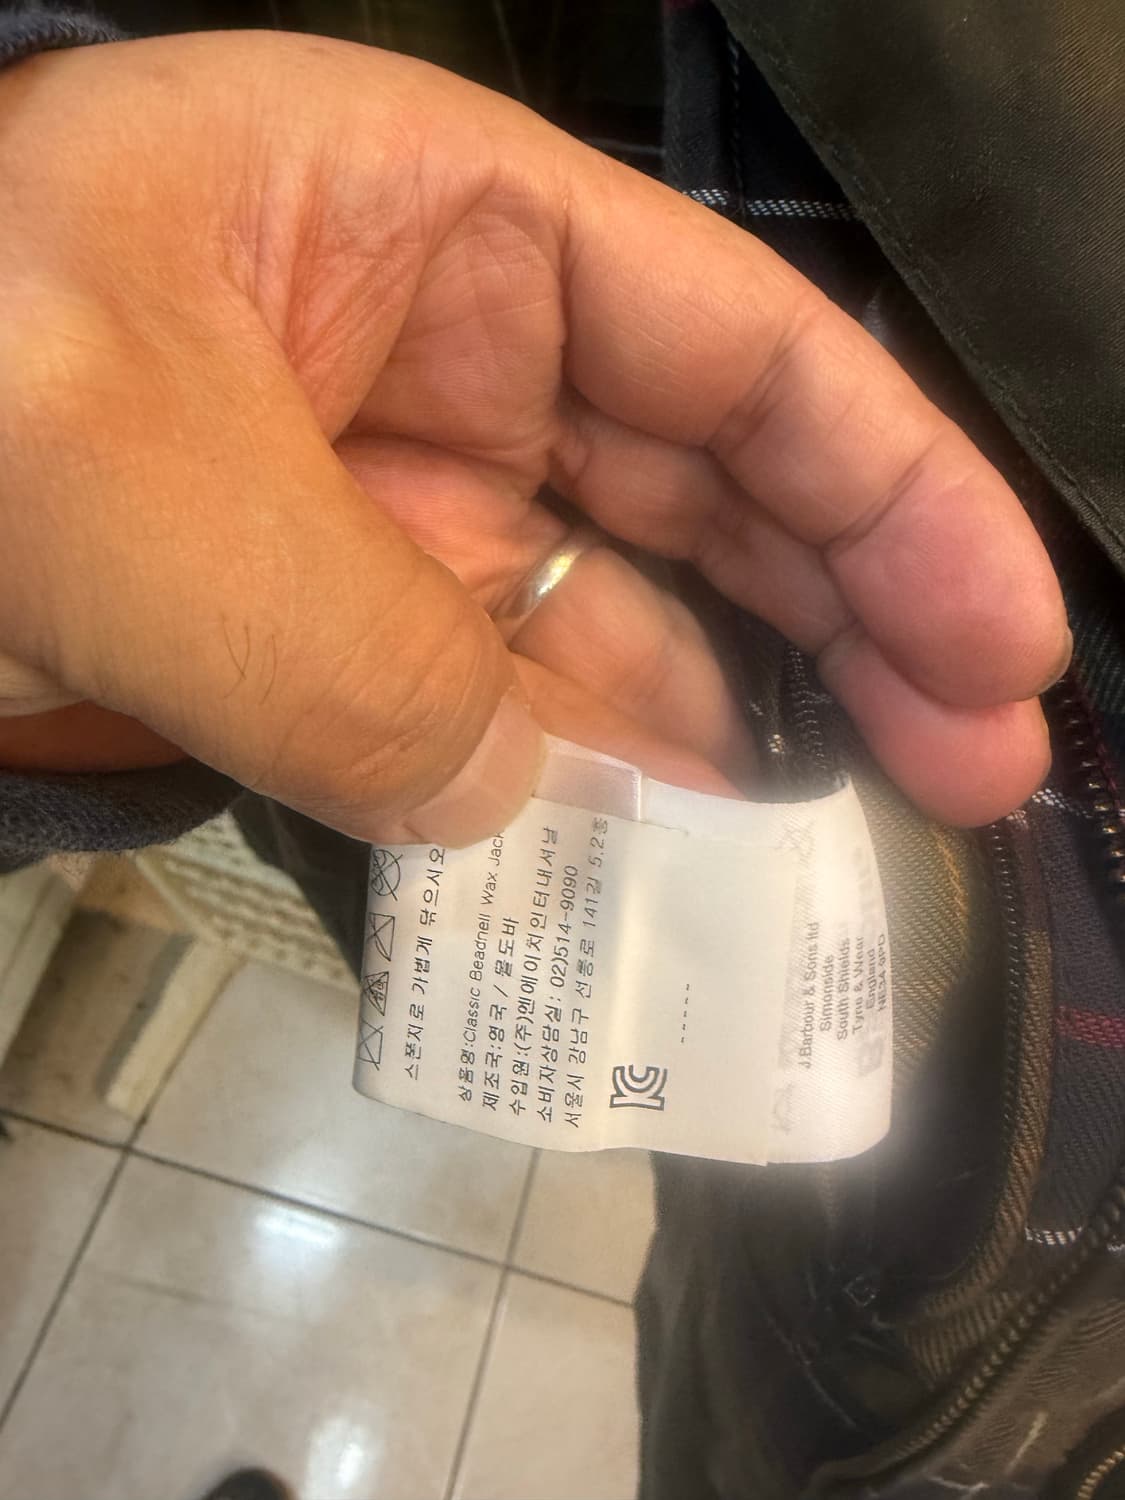 스폰지로 가볍게 닦으시오
상품명:Classic Beadnell Wax Jack
제조국:영국 / 몰도바
수입원:(주)엔에이치인터내셔날
소비자상담실: 02)514-9090
서울시 강남구 선릉로 141길 5,2층
KC
-----
J.Barbour & Sons ltd
Simonside
South Shields
Tyne & Wear
England
NE34 9PD